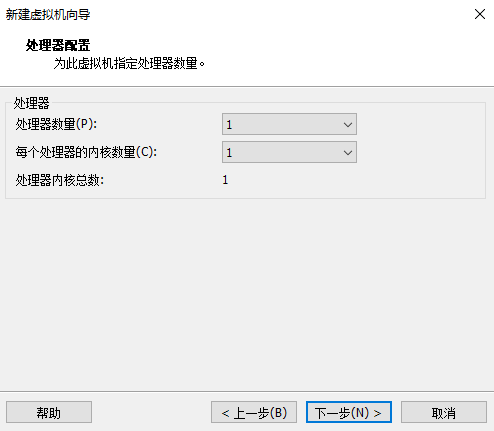 新建虚拟机向导
处理器配置
为此虚拟机指定处理器数量。
处理器
处理器数量(P): 1
每个处理器的内核数量(C): 1
处理器内核总数: 1
帮助 < 上一步(B) 下一步(N) > 取消